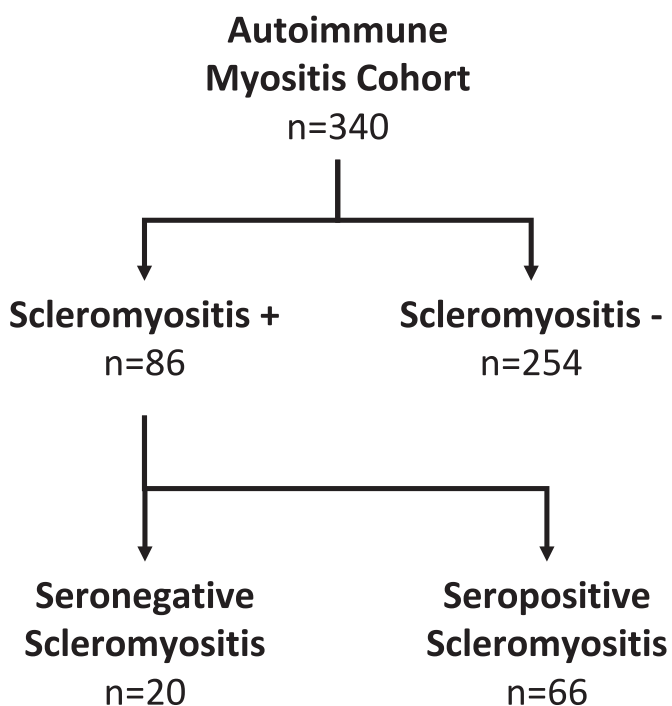 Autoimmune
Myositis Cohort
n=340
Scleromyositis +
n=86
Scleromyositis -
n=254
Seronegative
Scleromyositis
n=20
Seropositive
Scleromyositis
n=66